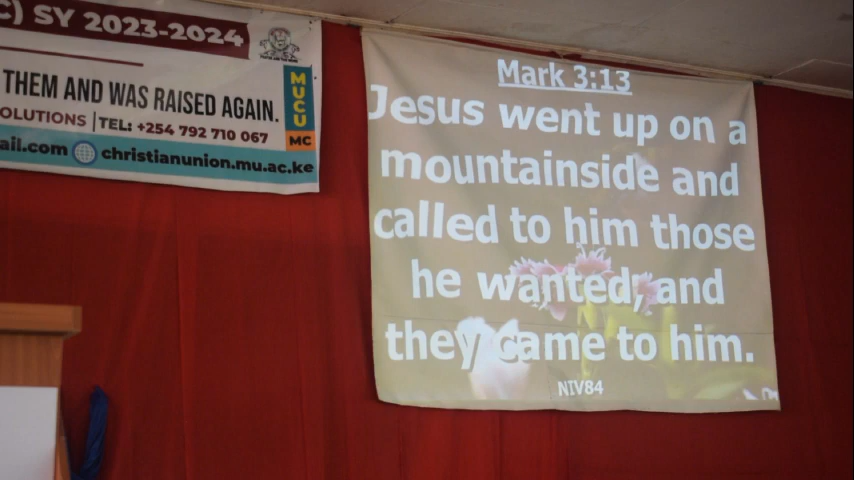 C) SY 2023-2024
THEM AND WAS RAISED AGAIN.
OLUTIONS | TEL: +254 792 710 067
ail.com christianunion.mu.ac.ke
MUCU
MC
Mark 3:13
Jesus went up on a
mountainside and
called to him those
he wanted, and
they came to him.
NIV84